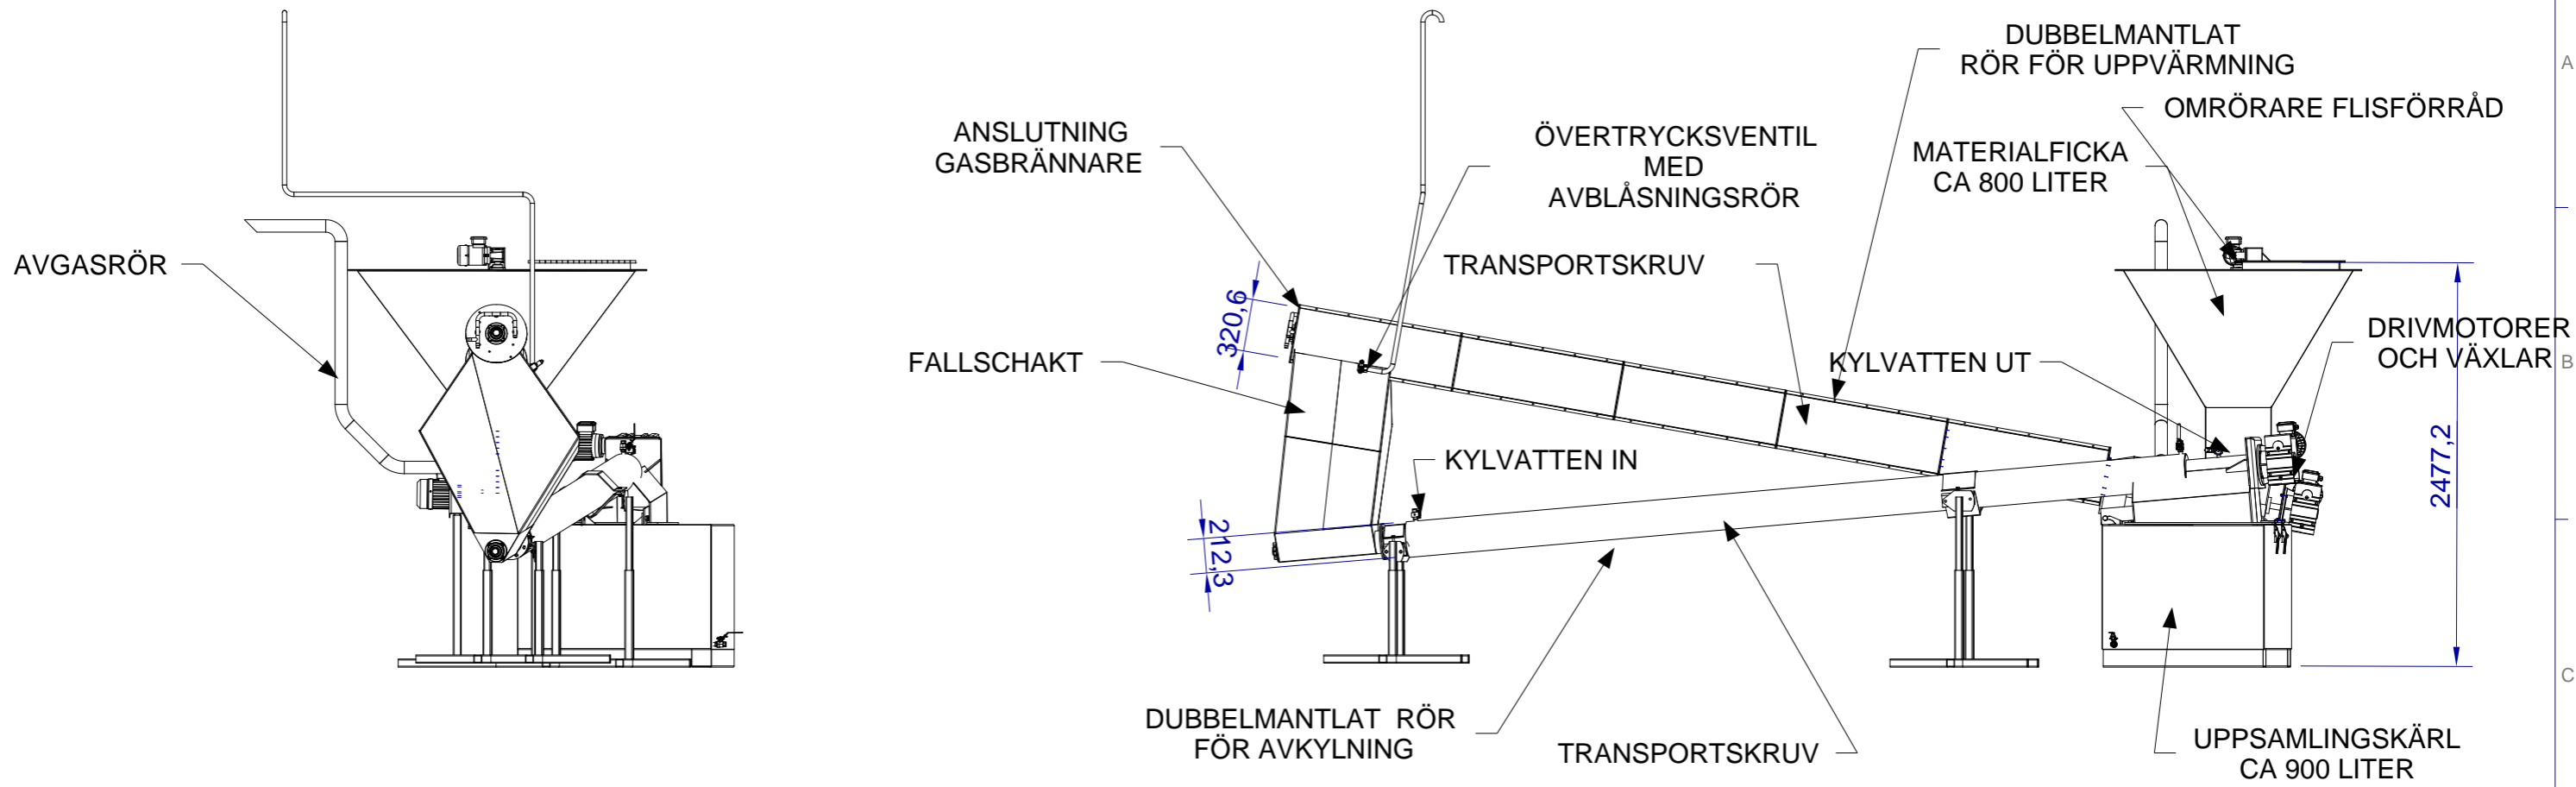 DUBBELMANTLAT
RÖR FÖR UPPVÄRMNING
A
OMRÖRARE FLISFÖRRÅD
ANSLUTNING
GASBRÄNNARE
ÖVERTRYCKSVENTIL
MED
AVBLÅSNINGSRÖR
MATERIALFICKA
CA 800 LITER
AVGASRÖR
TRANSPORTSKRUV
320,6
FALLSCHAKT
KYLVATTEN UT
DRIVMOTORER
OCH VÄXLAR
B
KYLVATTEN IN
2477,2
212,3
C
DUBBELMANTLAT RÖR
FÖR AVKYLNING
TRANSPORTSKRUV
UPPSAMLINGSKÄRL
CA 900 LITER